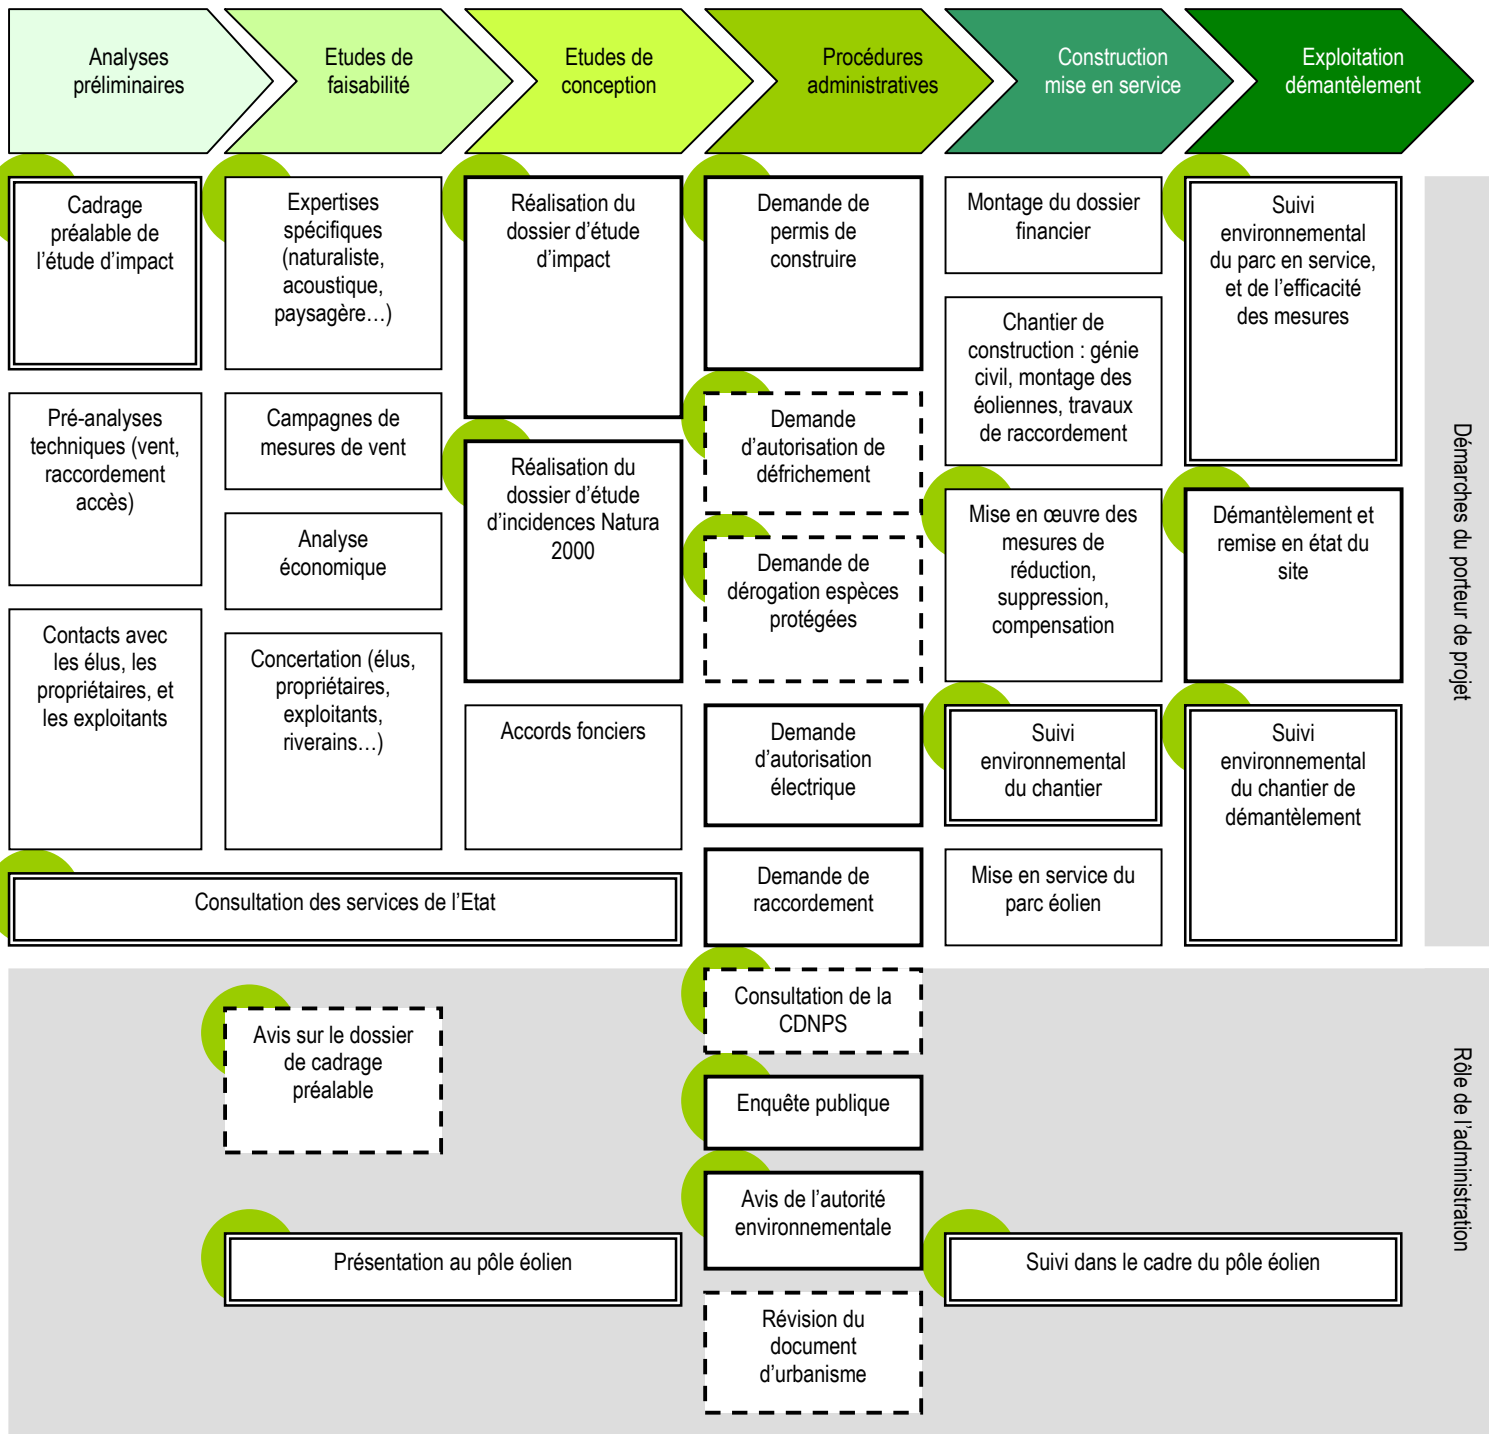 Analyses
préliminaires
Etudes de
faisabilité
Etudes de
conception
Procédures
administratives
Construction
mise en service
Exploitation
démantèlement
Cadrage
préalable de
l’étude d’impact
Pré-analyses
techniques (vent,
raccordement
accès)
Contacts avec
les élus, les
propriétaires, et
les exploitants
Expertises
spécifiques
(naturaliste,
acoustique,
paysagère…)
Campagnes de
mesures de vent
Analyse
économique
Concertation (élus,
propriétaires,
exploitants,
riverains…)
Réalisation du
dossier d’étude
d’impact
Réalisation du
dossier d’étude
d’incidences Natura
2000
Accords fonciers
Consultation des services de l’Etat
Demande de
permis de
construire
Demande
d’autorisation de
défrichement
Demande de
dérogation espèces
protégées
Demande
d’autorisation
électrique
Demande de
raccordement
Montage du dossier
financier
Chantier de
construction : génie
civil, montage des
éoliennes, travaux
de raccordement
Mise en œuvre des
mesures de
réduction,
suppression,
compensation
Suivi
environnemental
du chantier
Mise en service du
parc éolien
Suivi
environnemental
du parc en service,
et de l’efficacité
des mesures
Démantèlement et
remise en état du
site
Suivi
environnemental
du chantier de
démantèlement
Démarches du porteur de projet
Avis sur le dossier
de cadrage
préalable
Présentation au pôle éolien
Consultation de la
CDNPS
Enquête publique
Avis de l’autorité
environnementale
Révision du
document
d’urbanisme
Suivi dans le cadre du pôle éolien
Rôle de l’administration